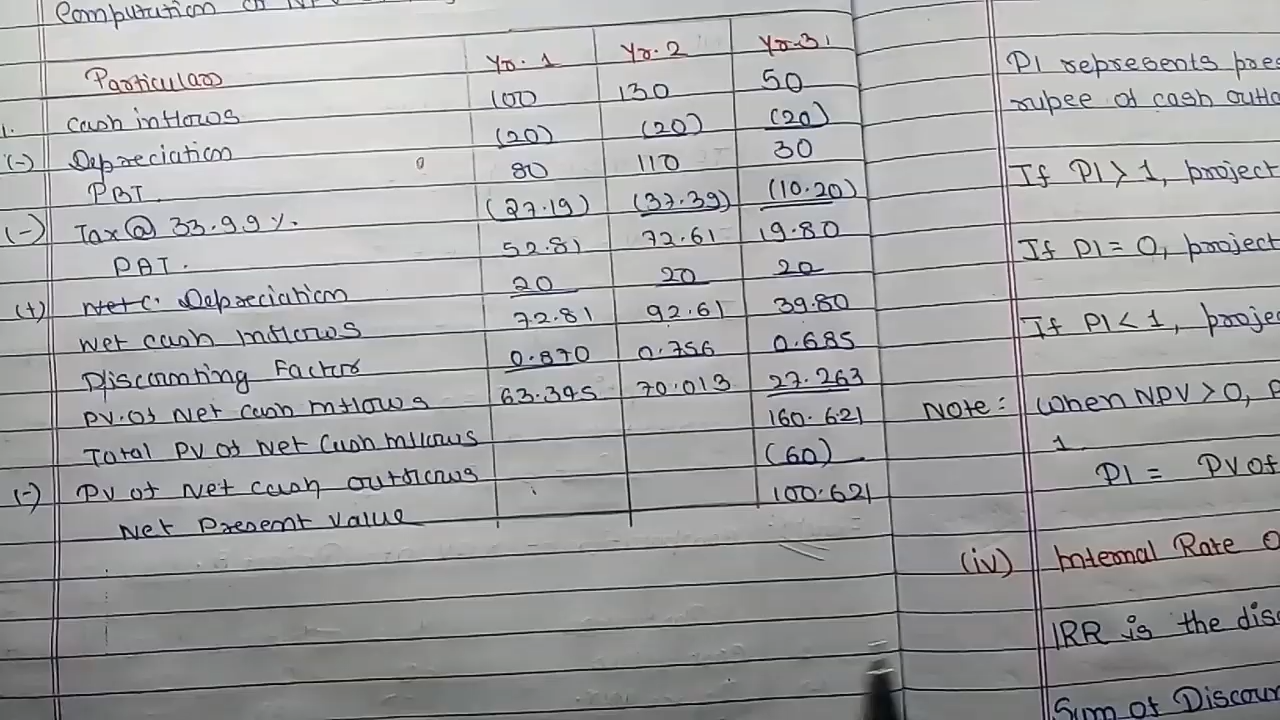 Computation of NPV
Particulars Yr. 1 Yr. 2 Yr. 3
1. Cash inflows 100 130 50
(-) Depreciation (20) (20) (20)
PBT 80 110 30
(-) Tax @ 33.99%. (27.19) (37.39) (10.20)
PAT. 52.81 72.61 19.80
(+) Depreciation 20 20 20
Net cash inflows 72.81 92.61 39.80
Discounting Factor 0.870 0.756 0.685
PV. of Net Cash inflows 63.345 70.013 27.263
Total PV of Net Cash inflows 160.621
(-) PV of Net cash outflows (60)
Net Present Value 100.621
PI represents pres
rupee of cash outflo
If PI > 1, project
If PI = 0, project
If PI < 1, projec
Note: When NPV > 0, P
1.
PI = PV of
(iv) Internal Rate O
IRR is the disc
Sum of Discoun